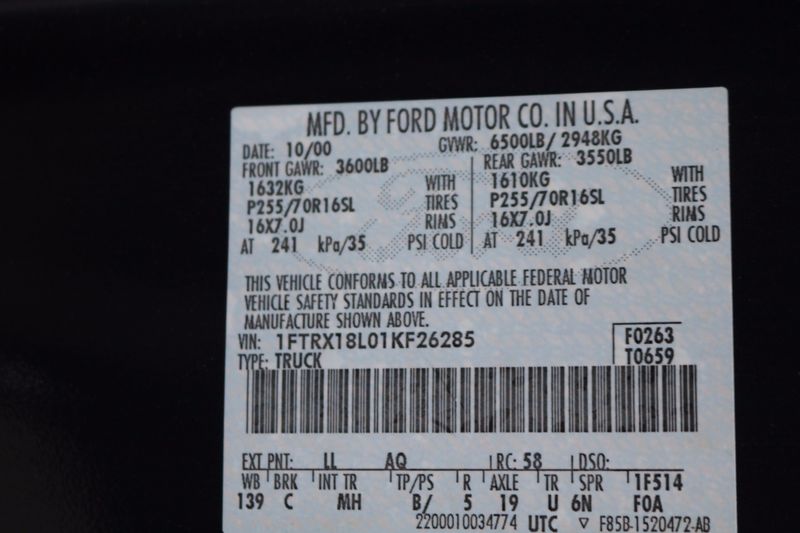 MFD. BY FORD MOTOR CO. IN U.S.A.
DATE: 10/00 GVWR: 6500LB/ 2948KG
FRONT GAWR: 3600LB REAR GAWR: 3550LB
1632KG WITH 1610KG WITH
P255/70R16SL TIRES P255/70R16SL TIRES
16X7.0J RIMS 16X7.0J RIMS
AT 241 kPa/35 PSI COLD AT 241 kPa/35 PSI COLD
THIS VEHICLE CONFORMS TO ALL APPLICABLE FEDERAL MOTOR
VEHICLE SAFETY STANDARDS IN EFFECT ON THE DATE OF
MANUFACTURE SHOWN ABOVE.
VIN: 1FTRX18L01KF26285 F0263
TYPE: TRUCK T0659
EXT PNT: LL AQ RC: 58 DSO:
WB BRK INT TR TP/PS R AXLE TR SPR 1F514
139 C MH B/ 5 19 U 6N FOA
2200010034774 UTC ▽ F85B-1520472-AB